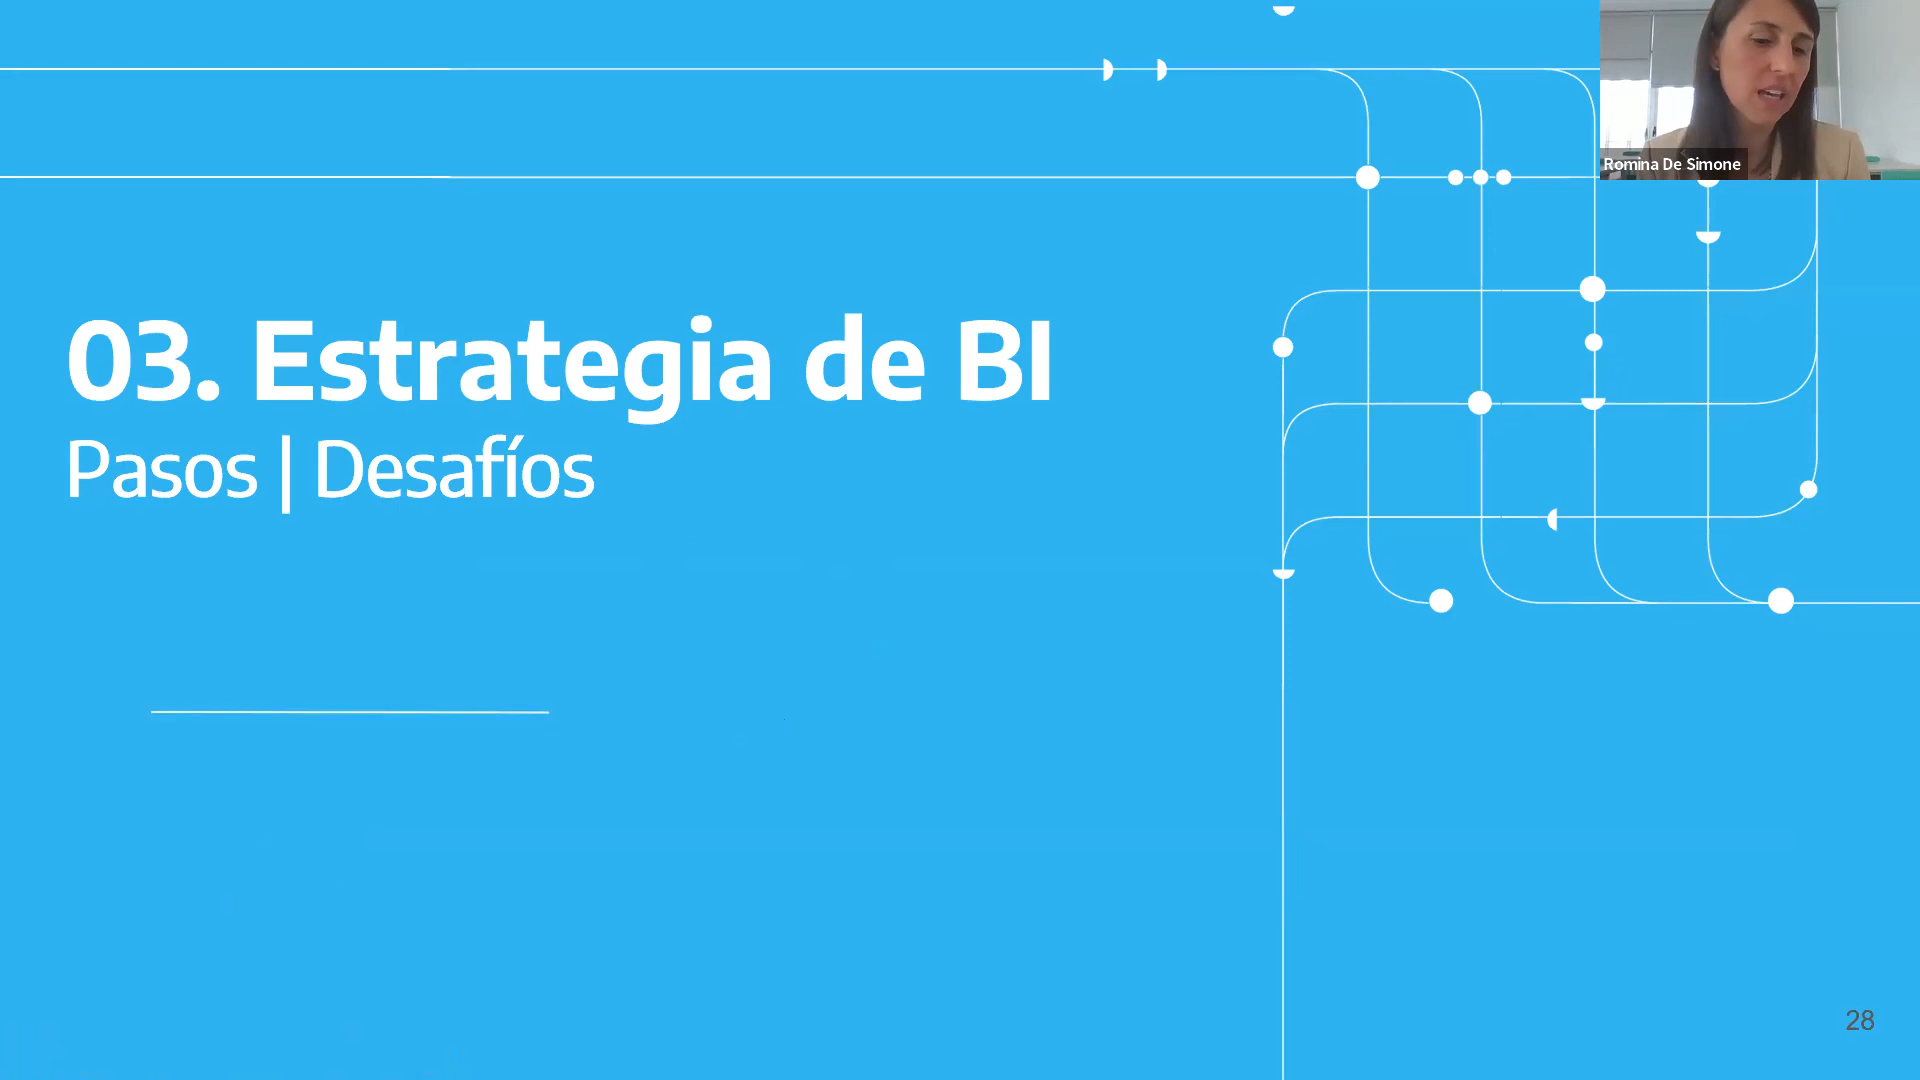 Romina De Simone
03. Estrategia de BI
Pasos | Desafíos
28